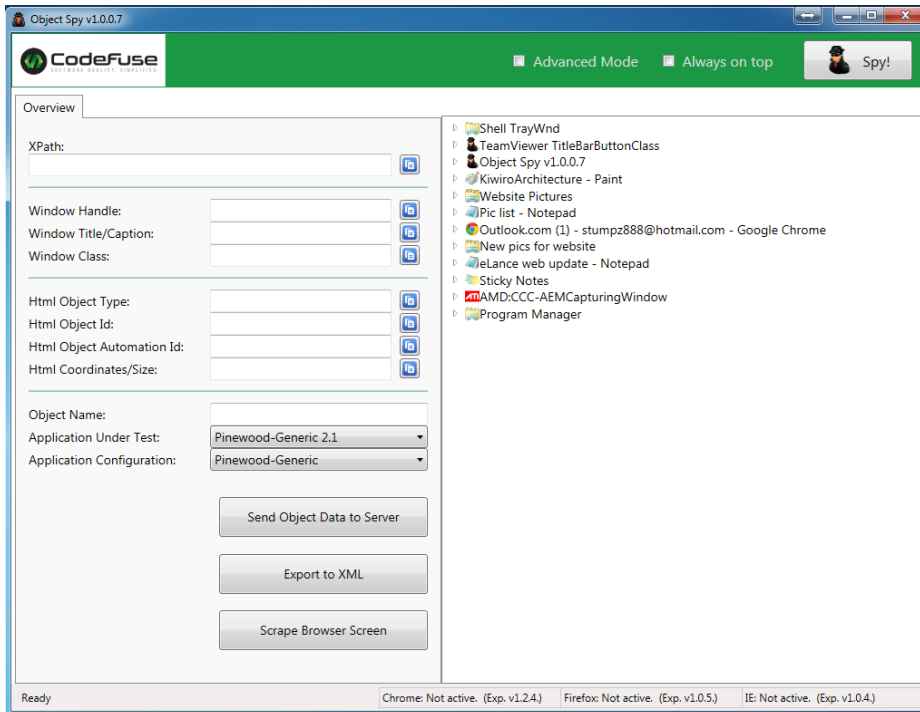 Object Spy v1.0.0.7
CodeFuse
SOFTWARE QUALITY, SIMPLIFIED
Advanced Mode
Always on top
Spy!
Overview
XPath:
Window Handle:
Window Title/Caption:
Window Class:
Html Object Type:
Html Object Id:
Html Object Automation Id:
Html Coordinates/Size:
Object Name:
Application Under Test: Pinewood-Generic 2.1
Application Configuration: Pinewood-Generic
Send Object Data to Server
Export to XML
Scrape Browser Screen
Shell TrayWnd
TeamViewer TitleBarButtonClass
Object Spy v1.0.0.7
KiwiroArchitecture - Paint
Website Pictures
Pic list - Notepad
Outlook.com (1) - stumpz888@hotmail.com - Google Chrome
New pics for website
eLance web update - Notepad
Sticky Notes
ATI AMD:CCC-AEMCapturingWindow
Program Manager
Ready
Chrome: Not active. (Exp. v1.2.4.)
Firefox: Not active. (Exp. v1.0.5.)
IE: Not active. (Exp. v1.0.4.)